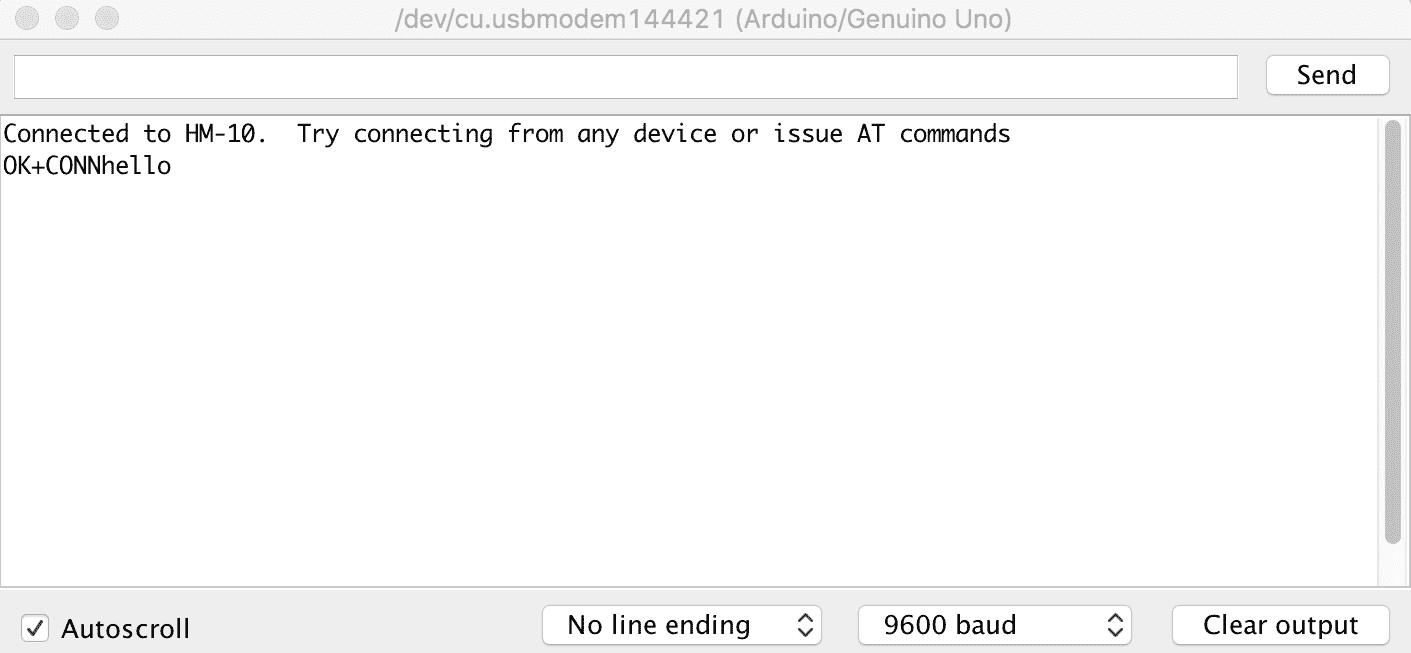 /dev/cu.usbmodem144421 (Arduino/Genuino Uno)
Send
Connected to HM-10.  Try connecting from any device or issue AT commands
OK+CONNhello
Autoscroll
No line ending
9600 baud
Clear output